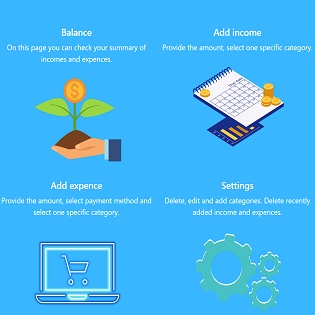 Balance
On this page you can check your summary of
incomes and expences.
Add income
Provide the amount, select one specific category.
Add expence
Provide the amount, select payment method and
select one specific category.
Settings
Delete, edit and add categories. Delete recently
added income and expences.